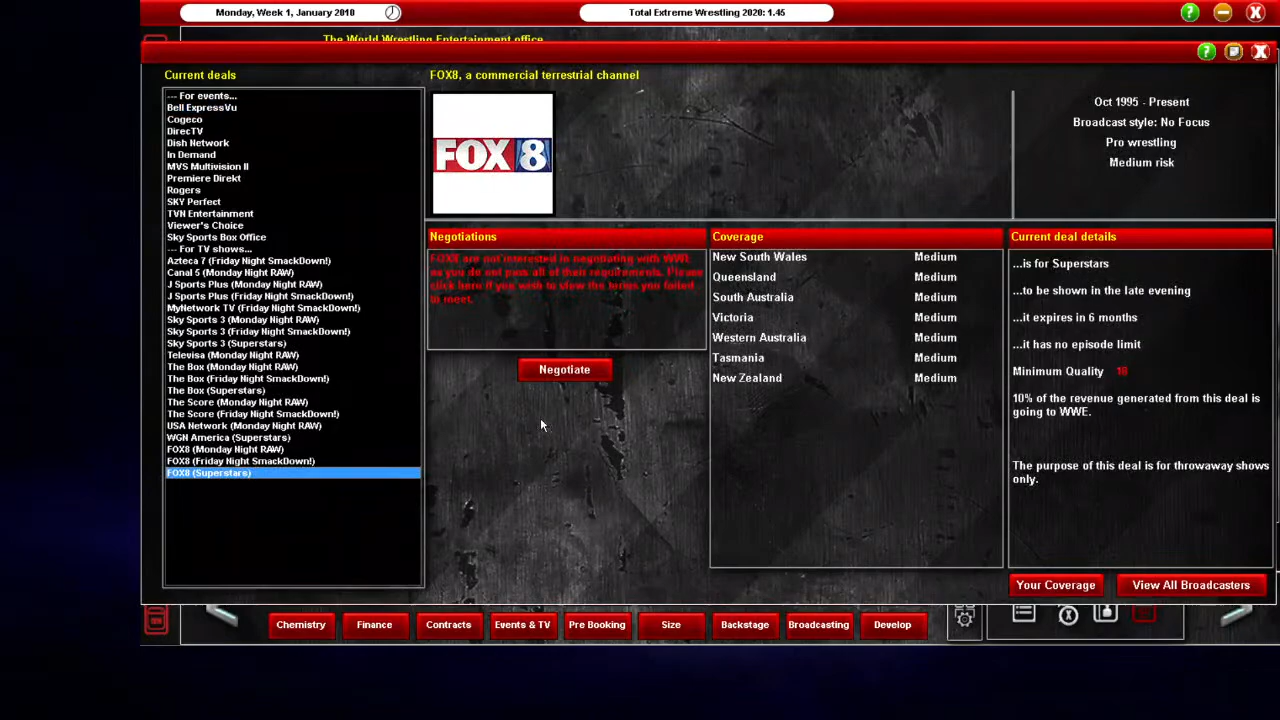 Monday, Week 1, January 2010
Total Extreme Wrestling 2020: 1.45
The World Wrestling Entertainment office
Current deals
--- For events...
Bell ExpressVu
Cogeco
DirecTV
Dish Network
In Demand
MVS Multivision II
Premiere Direkt
Rogers
SKY Perfect
TVN Entertainment
Viewer's Choice
Sky Sports Box Office
--- For TV shows...
Azteca 7 (Friday Night SmackDown!)
Canal 5 (Monday Night RAW)
J Sports Plus (Monday Night RAW)
J Sports Plus (Friday Night SmackDown!)
MyNetwork TV (Friday Night SmackDown!)
Sky Sports 3 (Monday Night RAW)
Sky Sports 3 (Friday Night SmackDown!)
Sky Sports 3 (Superstars)
Televisa (Monday Night RAW)
The Box (Monday Night RAW)
The Box (Friday Night SmackDown!)
The Box (Superstars)
The Score (Monday Night RAW)
The Score (Friday Night SmackDown!)
USA Network (Monday Night RAW)
WGN America (Superstars)
FOX8 (Monday Night RAW)
FOX8 (Friday Night SmackDown!)
FOX8 (Superstars)
FOX8, a commercial terrestrial channel
FOX 8
Oct 1995 - Present
Broadcast style: No Focus
Pro wrestling
Medium risk
Negotiations
FOX8 are not interested in negotiating with WWE
as you do not pass all of their requirements. Please
click here if you wish to view the terms you failed
to meet.
Negotiate
Coverage
New South Wales Medium
Queensland Medium
South Australia Medium
Victoria Medium
Western Australia Medium
Tasmania Medium
New Zealand Medium
Current deal details
...is for Superstars
...to be shown in the late evening
...it expires in 6 months
...it has no episode limit
Minimum Quality
10% of the revenue generated from this deal is
going to WWE.
The purpose of this deal is for throwaway shows
only.
Your Coverage
View All Broadcasters
Chemistry
Finance
Contracts
Events & TV
Pre Booking
Size
Backstage
Broadcasting
Develop